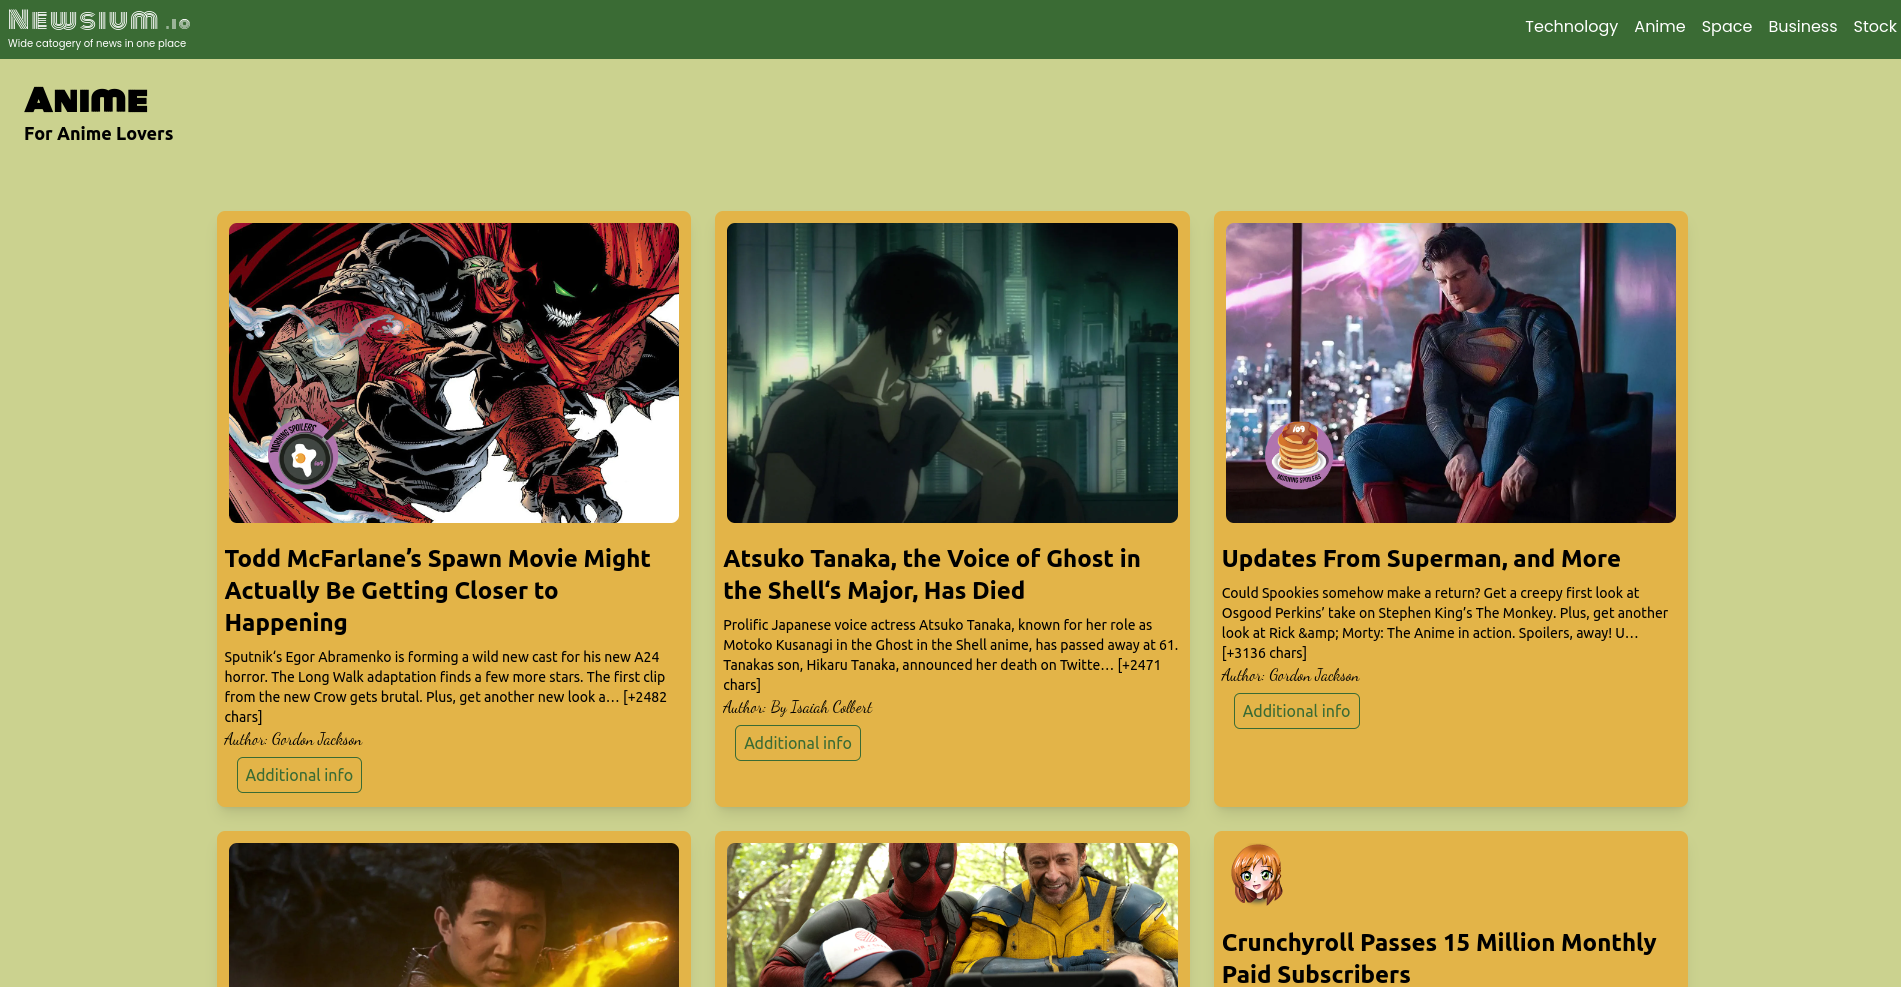 Newsium .io
Wide catogery of news in one place
Technology Anime Space Business Stock
Anime
For Anime Lovers
MORNING SPOILERS
io9
io9
MORNING SPOILERS
Todd McFarlane’s Spawn Movie Might
Actually Be Getting Closer to
Happening
Sputnik‘s Egor Abramenko is forming a wild new cast for his new A24
horror. The Long Walk adaptation finds a few more stars. The first clip
from the new Crow gets brutal. Plus, get another new look a… [+2482
chars]
Author: Gordon Jackson
Additional info
Atsuko Tanaka, the Voice of Ghost in
the Shell‘s Major, Has Died
Prolific Japanese voice actress Atsuko Tanaka, known for her role as
Motoko Kusanagi in the Ghost in the Shell anime, has passed away at 61.
Tanakas son, Hikaru Tanaka, announced her death on Twitte… [+2471
chars]
Author: By Isaiah Colbert
Additional info
Updates From Superman, and More
Could Spookies somehow make a return? Get a creepy first look at
Osgood Perkins’ take on Stephen King’s The Monkey. Plus, get another
look at Rick &amp; Morty: The Anime in action. Spoilers, away! U…
[+3136 chars]
Author: Gordon Jackson
Additional info
Crunchyroll Passes 15 Million Monthly
Paid Subscribers